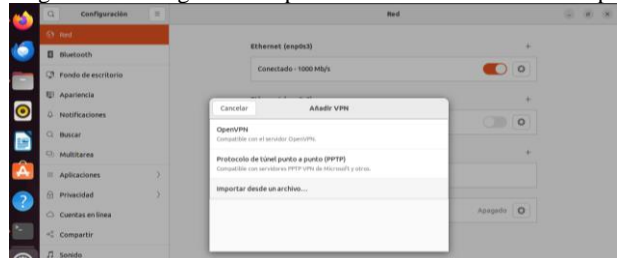 Configuración
Red
Red
Bluetooth
Fondo de escritorio
Apariencia
Notificaciones
Buscar
Multitarea
Aplicaciones
Privacidad
Cuentas en línea
Compartir
Sonido
Ethernet (enp0s3)
Conectado - 1000 Mb/s
Cancelar
Añadir VPN
OpenVPN
Compatible con el servidor OpenVPN.
Protocolo de túnel punto a punto (PPTP)
Compatible con servidores PPTP VPN de Microsoft y otros.
Importar desde un archivo...
Apagado